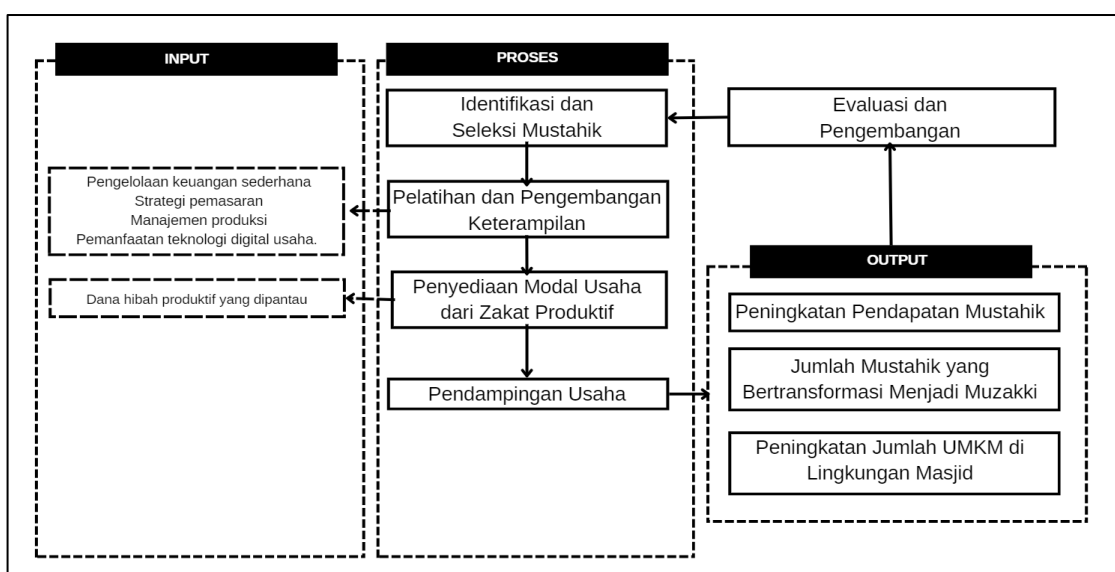 INPUT
Pengelolaan keuangan sederhana
Strategi pemasaran
Manajemen produksi
Pemanfaatan teknologi digital usaha.
Dana hibah produktif yang dipantau
PROSES
Identifikasi dan
Seleksi Mustahik
Pelatihan dan Pengembangan
Keterampilan
Penyediaan Modal Usaha
dari Zakat Produktif
Pendampingan Usaha
Evaluasi dan
Pengembangan
OUTPUT
Peningkatan Pendapatan Mustahik
Jumlah Mustahik yang
Bertransformasi Menjadi Muzakki
Peningkatan Jumlah UMKM di
Lingkungan Masjid